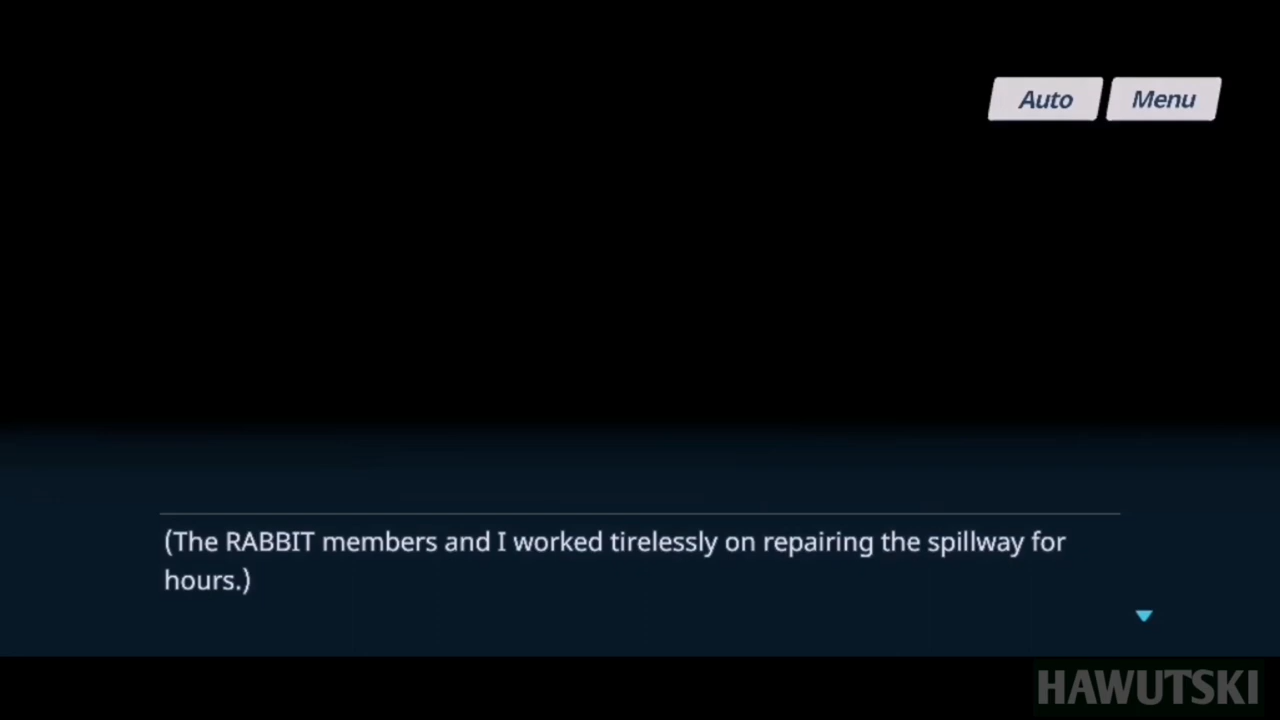 Auto Menu
(The RABBIT members and I worked tirelessly on repairing the spillway for
hours.)
HAWUTSKI